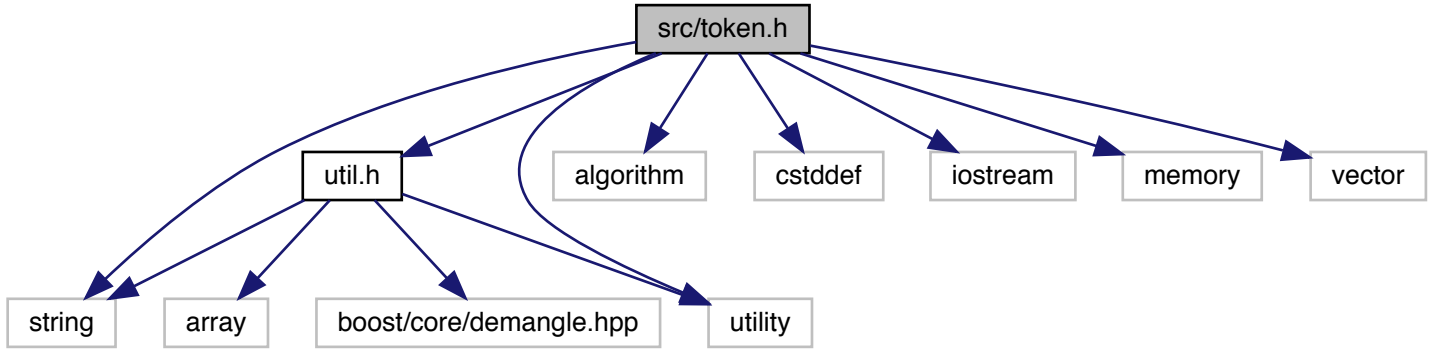 src/token.h
util.h
algorithm
cstddef
iostream
memory
vector
string
array
boost/core/demangle.hpp
utility